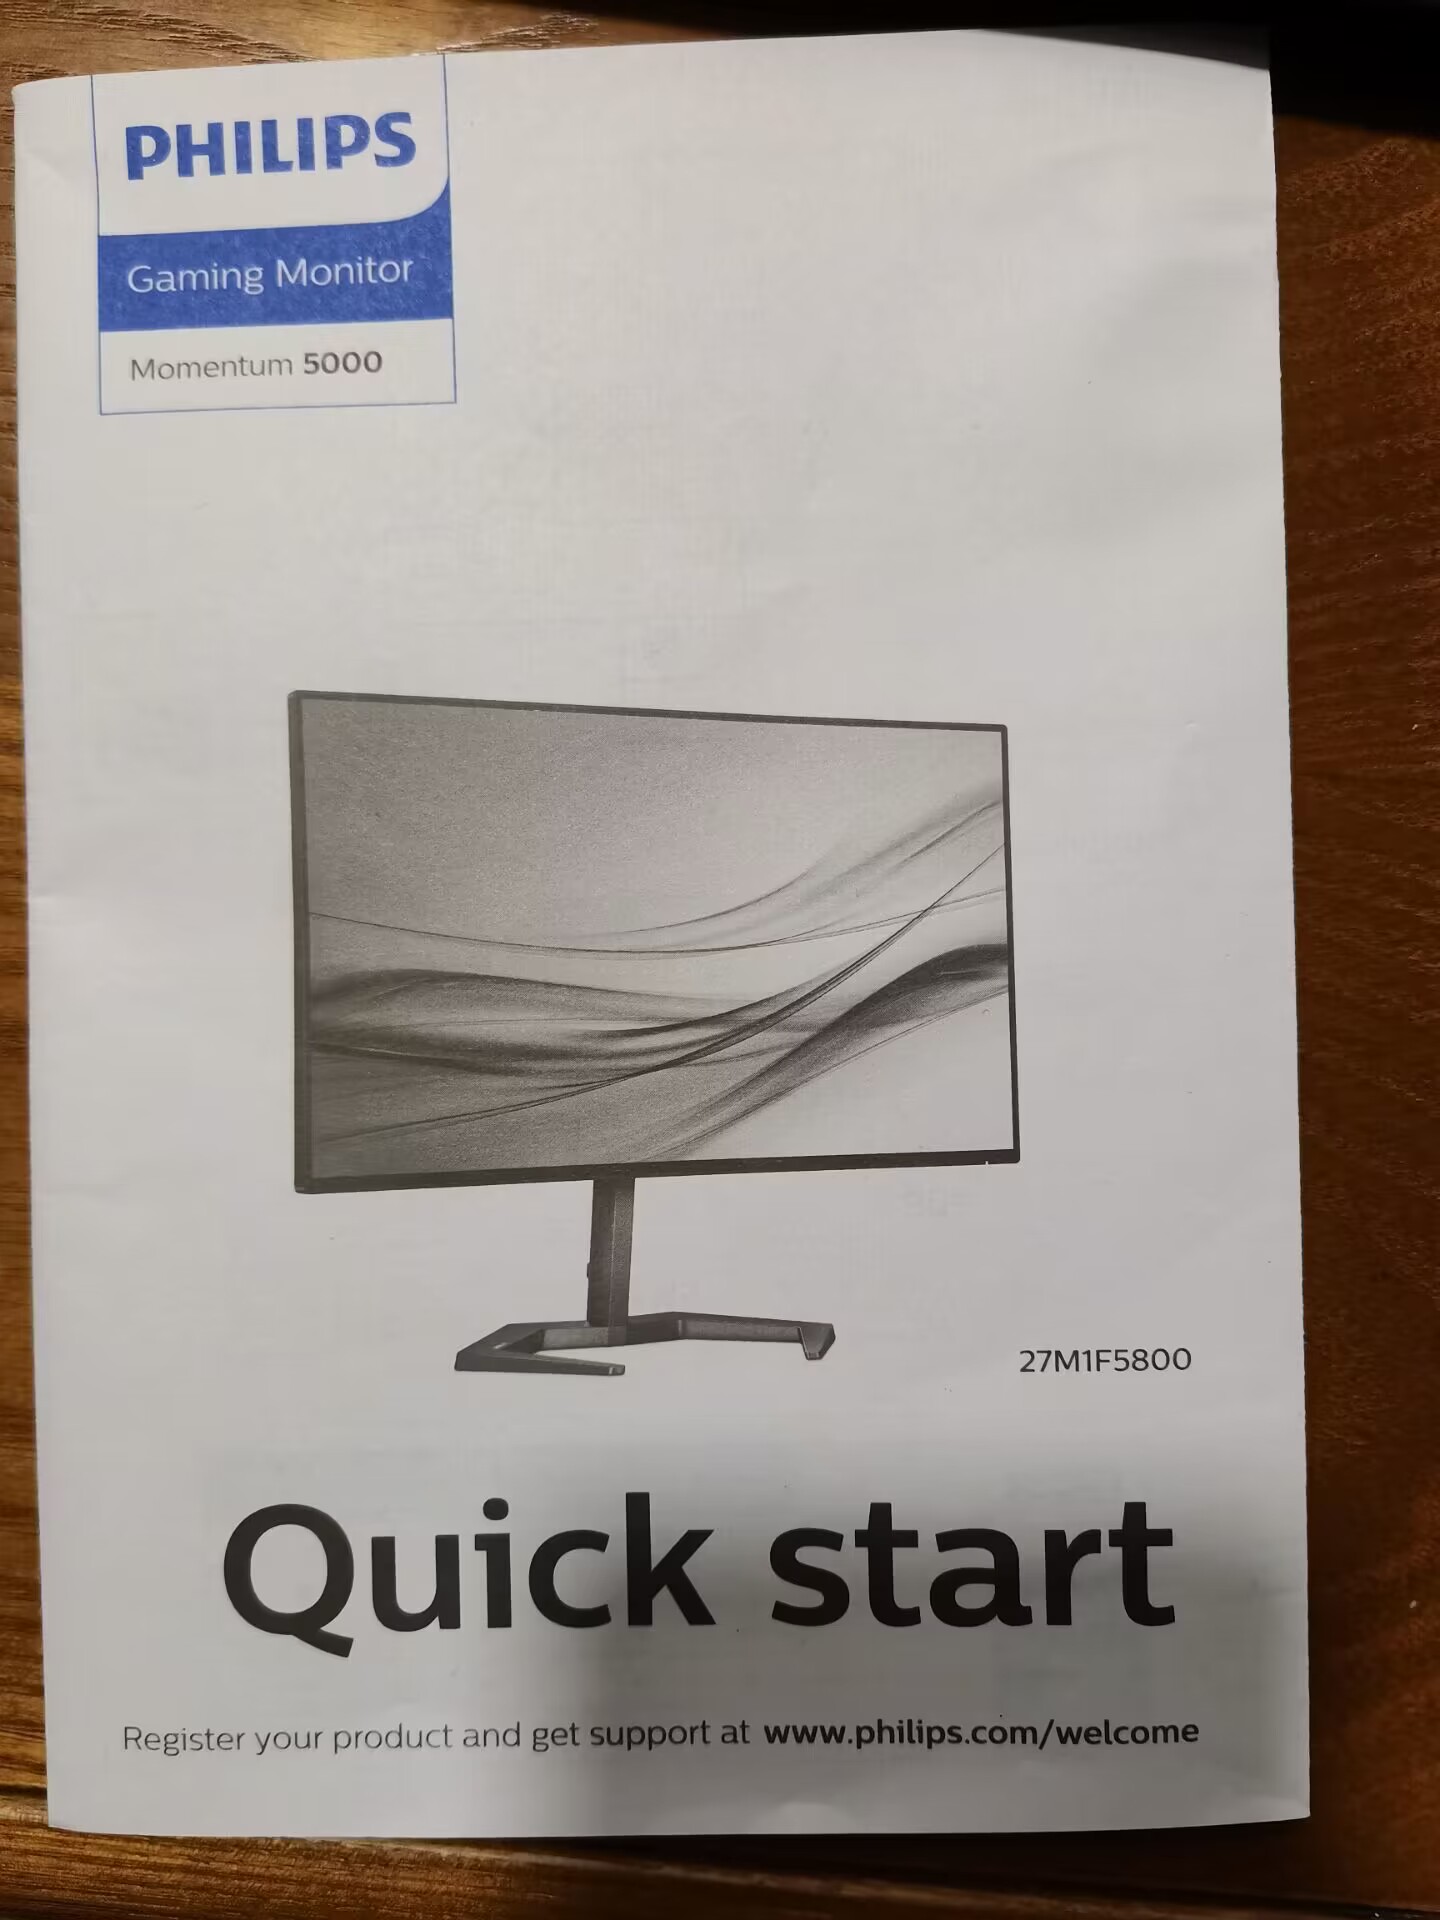 PHILIPS
Gaming Monitor
Momentum 5000
27M1F5800
Quick start
Register your product and get support at www.philips.com/welcome